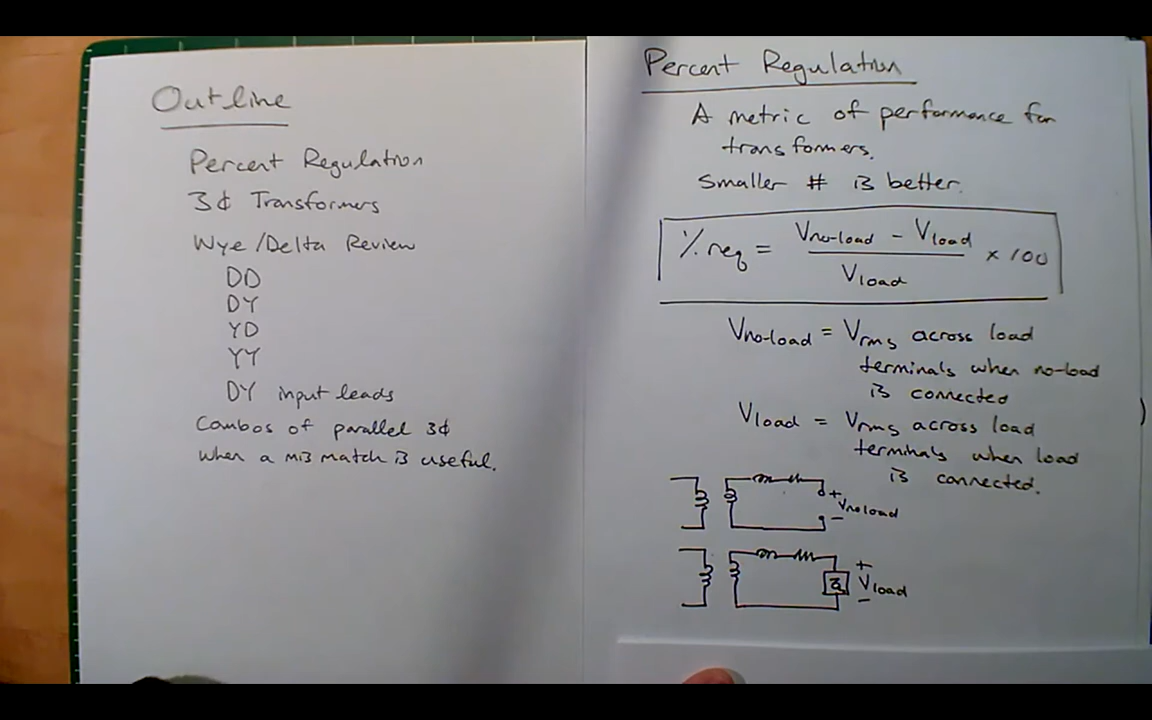 Outline
Percent Regulation
3ϕ Transformers
Wye/Delta Review
DD
DY
YD
YY
DY input leads
Combos of parallel 3ϕ
when a mismatch is useful.
Percent Regulation
A metric of performance for
transformers.
Smaller # is better.
% reg = (Vno-load - Vload) / Vload × 100
Vno-load = Vrms across load
terminals when no-load
is connected
Vload = Vrms across load
terminals when load
is connected.
+
Vno load
-
+
Z Vload
-